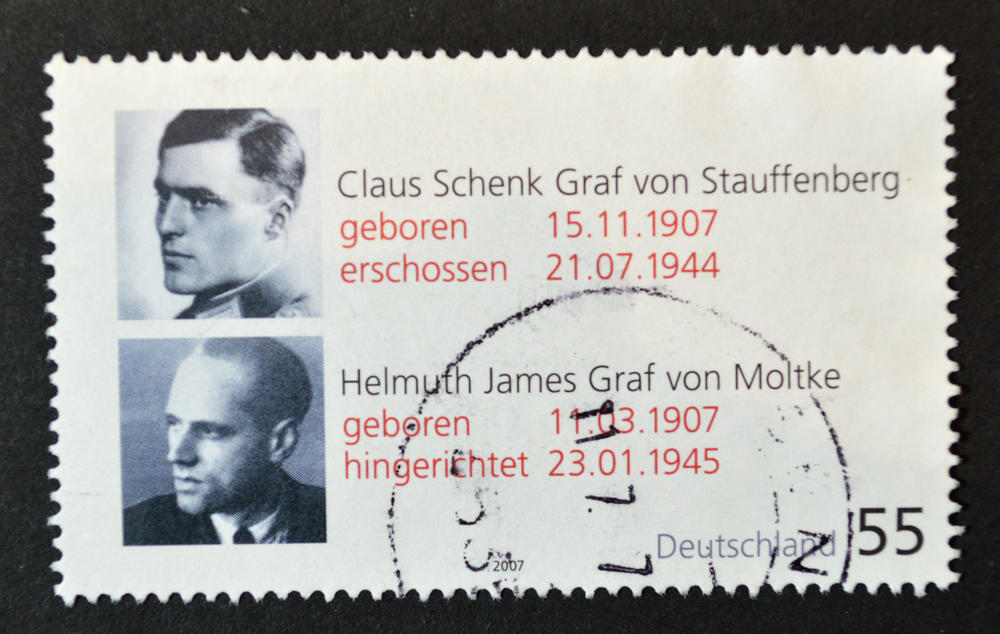 Claus Schenk Graf von Stauffenberg
geboren 15.11.1907
erschossen 21.07.1944
Helmuth James Graf von Moltke
geboren 11.03.1907
hingerichtet 23.01.1945
Deutschland 55
2007